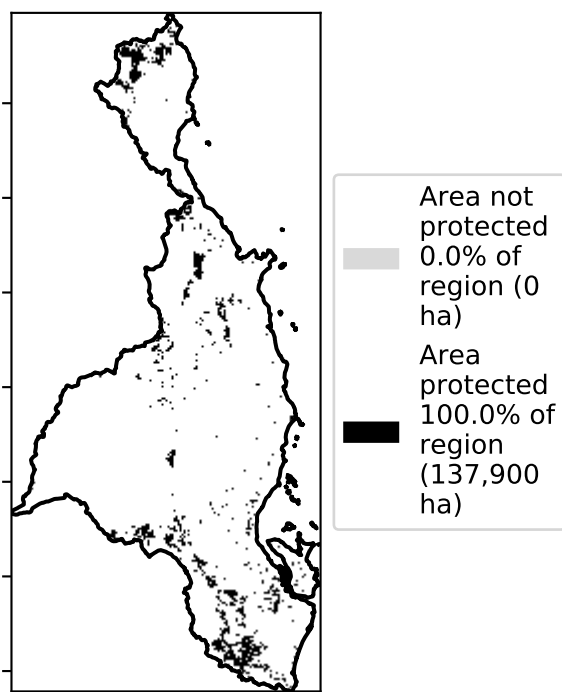 Area not
protected
0.0% of
region (0
ha)
Area
protected
100.0% of
region
(137,900
ha)